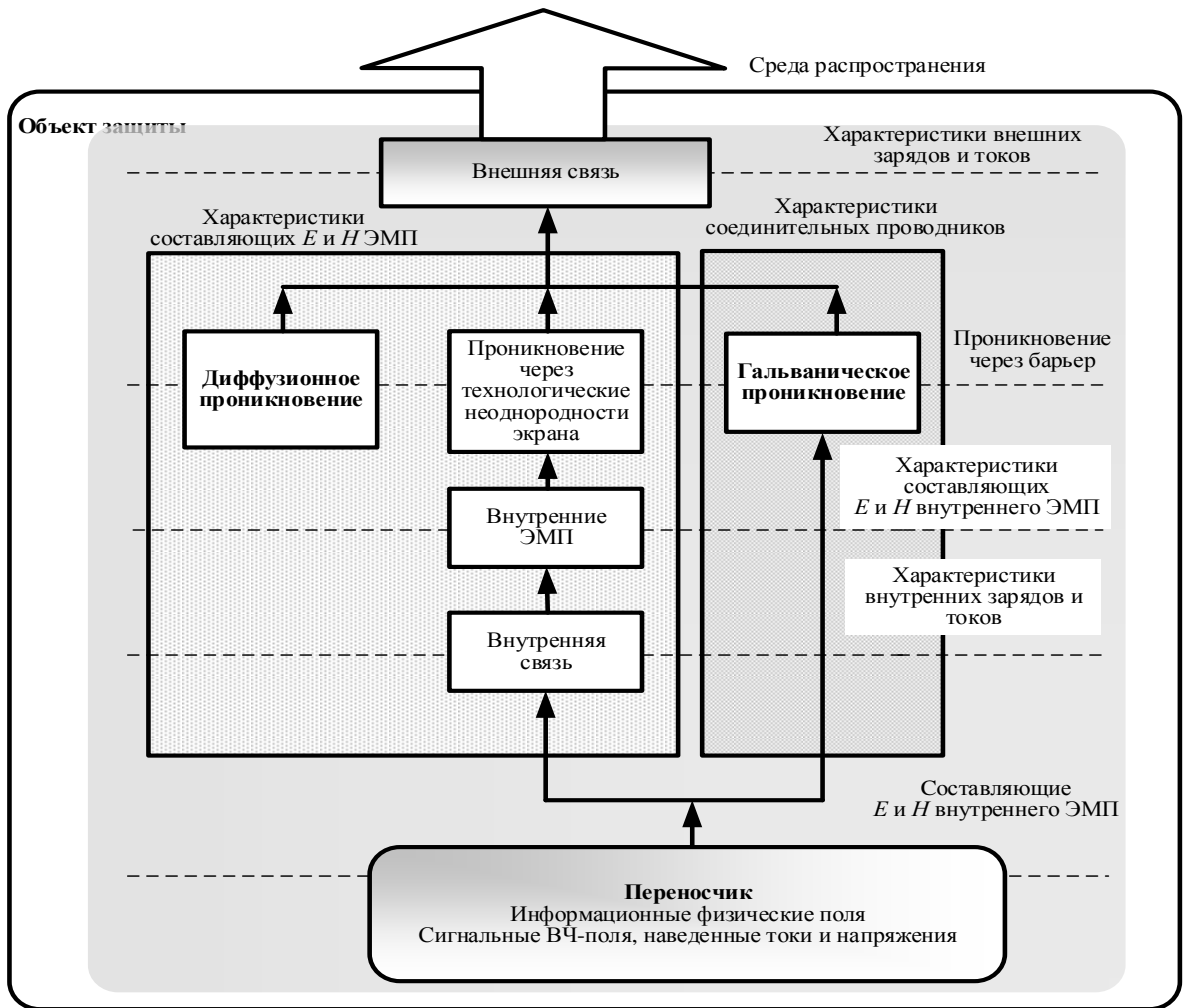 Среда распространения
Объект защиты
Характеристики внешних
зарядов и токов
Внешняя связь
Характеристики
составляющих E и H ЭМП
Характеристики
соединительных проводников
Диффузионное
проникновение
Проникновение
через
технологические
неоднородности
экрана
Гальваническое
проникновение
Проникновение
через барьер
Характеристики
составляющих
E и H внутреннего ЭМП
Внутренние
ЭМП
Характеристики
внутренних зарядов и
токов
Внутренняя
связь
Составляющие
E и H внутреннего ЭМП
Переносчик
Информационные физические поля
Сигнальные ВЧ-поля, наведенные токи и напряжения